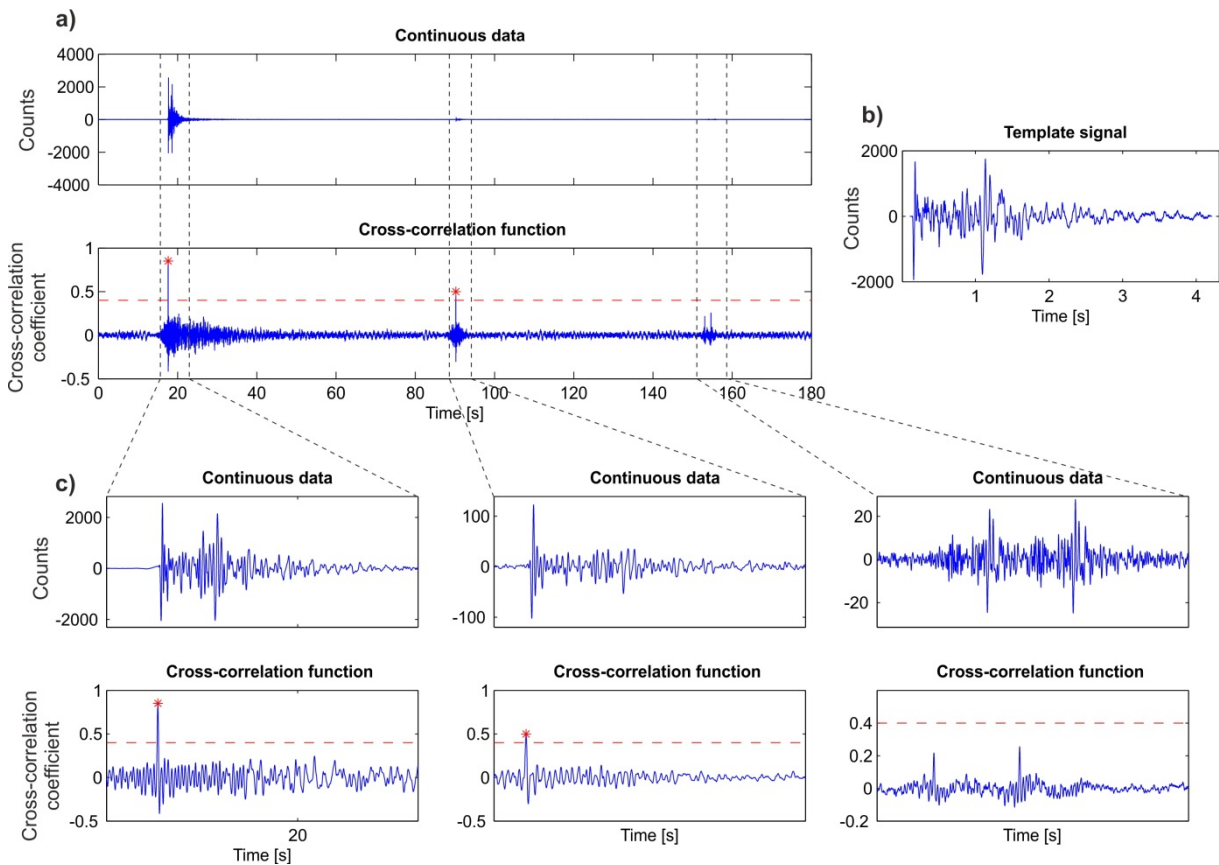 a)
Continuous data
4000
2000
0
-2000
-4000
Counts
Cross-correlation function
1
0.5
0
-0.5
Cross-correlation
coefficient
0 20 40 60 80 100 120 140 160 180
Time [s]
b)
Template signal
2000
0
-2000
Counts
1 2 3 4
Time [s]
c)
Continuous data
2000
0
-2000
Counts
Continuous data
100
0
-100
Continuous data
20
0
-20
Cross-correlation function
1
0.5
0
-0.5
Cross-correlation
coefficient
20
Time [s]
Cross-correlation function
1
0.5
0
-0.5
Time [s]
Cross-correlation function
0.4
0.2
0
-0.2
Time [s]